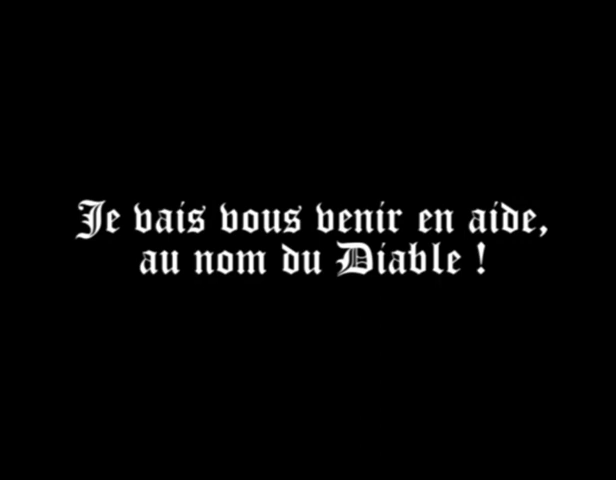 Je vais vous venir en aide,
au nom du Diable !